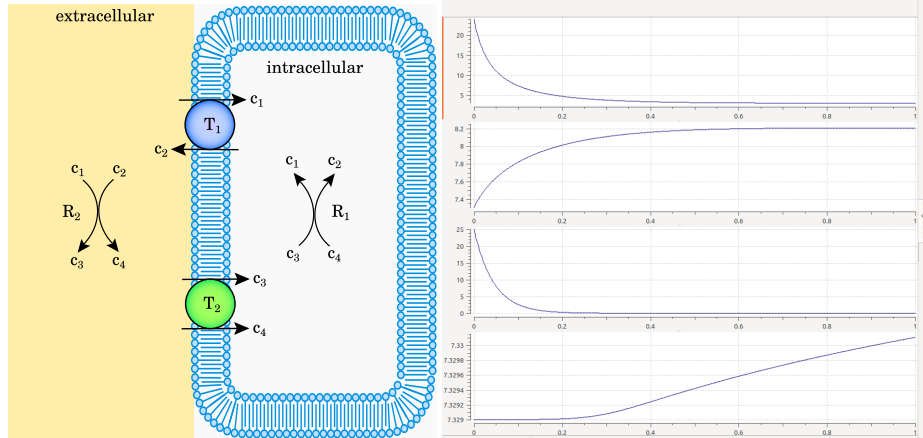 extracellular
intracellular
T1
c1
c2
c1 c2
R2
c3 c4
c1 c2
R1
c3 c4
T2
c3
c4
20
15
10
5
0 0.2 0.4 0.6 0.8 1
8.2
8
7.8
7.6
7.4
0 0.2 0.4 0.6 0.8 1
25
20
15
10
5
0
0 0.2 0.4 0.6 0.8 1
7.33
7.3298
7.3296
7.3294
7.3292
7.329
0 0.2 0.4 0.6 0.8 1